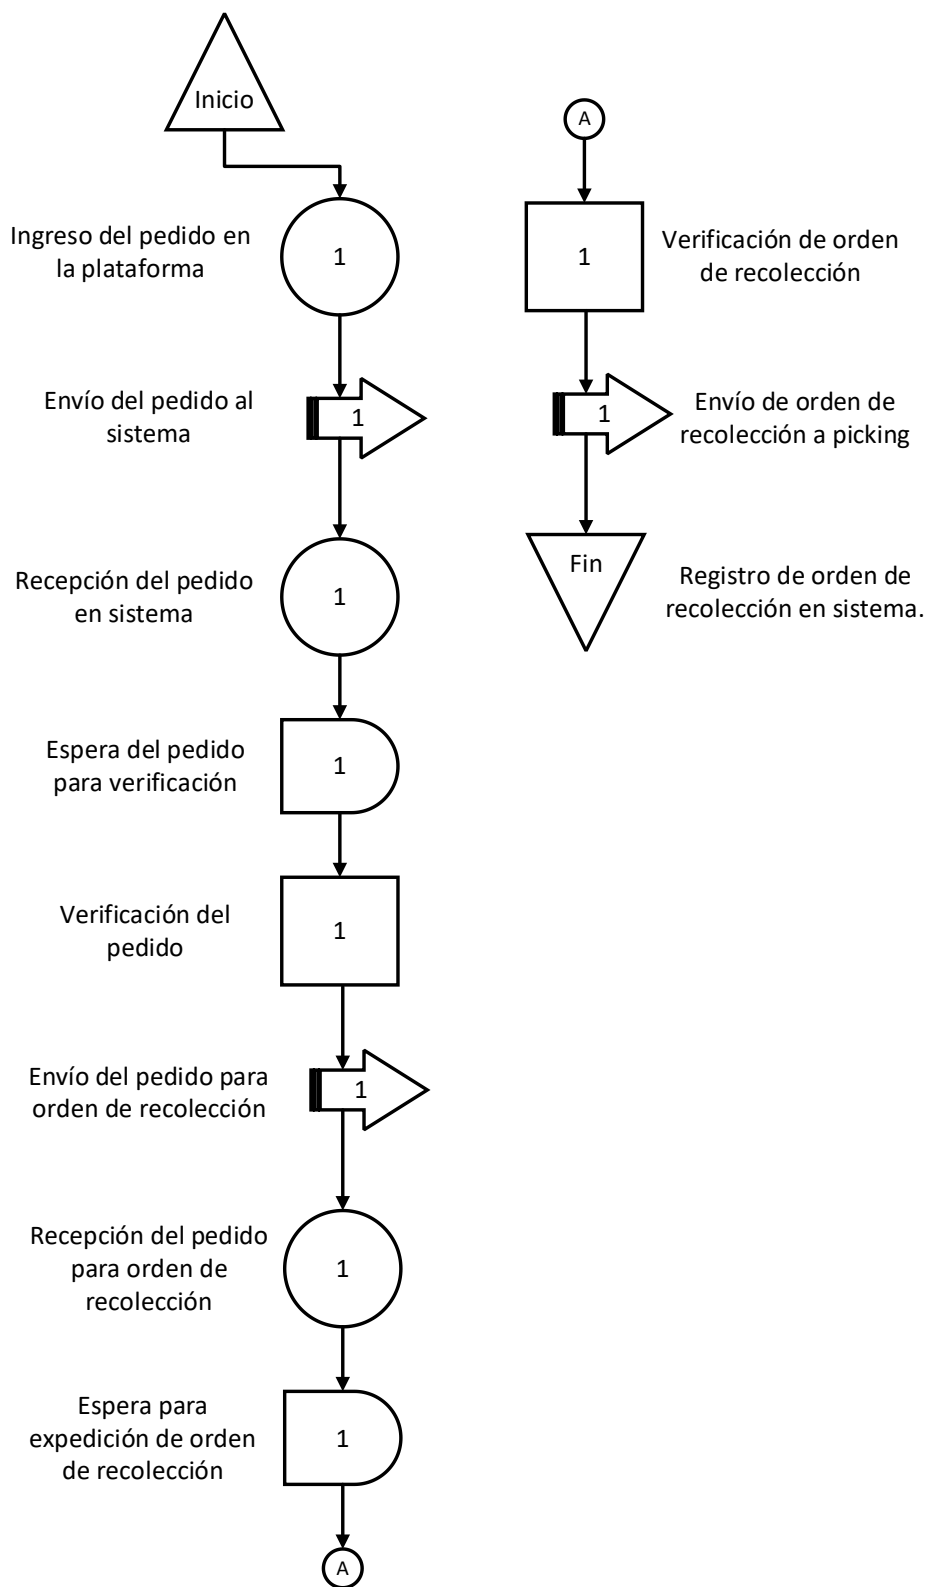 Inicio
Ingreso del pedido en
la plataforma
1
Envío del pedido al
sistema
1
Recepción del pedido
en sistema
1
Espera del pedido
para verificación
1
Verificación del
pedido
1
Envío del pedido para
orden de recolección
1
Recepción del pedido
para orden de
recolección
1
Espera para
expedición de orden
de recolección
1
A
A
1
Verificación de orden
de recolección
1
Envío de orden de
recolección a picking
Fin
Registro de orden de
recolección en sistema.